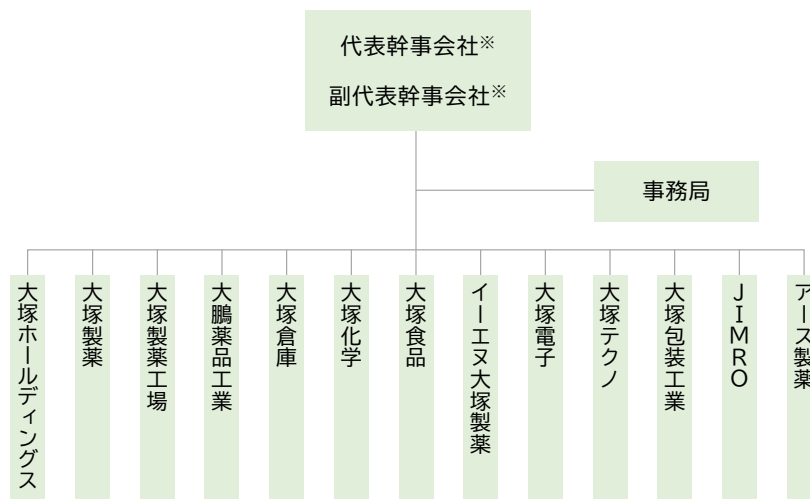 代表幹事会社※
副代表幹事会社※
事務局
大塚ホールディングス
大塚製薬
大塚製薬工場
大鵬薬品工業
大塚倉庫
大塚化学
大塚食品
イーエヌ大塚製薬
大塚電子
大塚テクノ
大塚包装工業
JIMRO
アース製薬